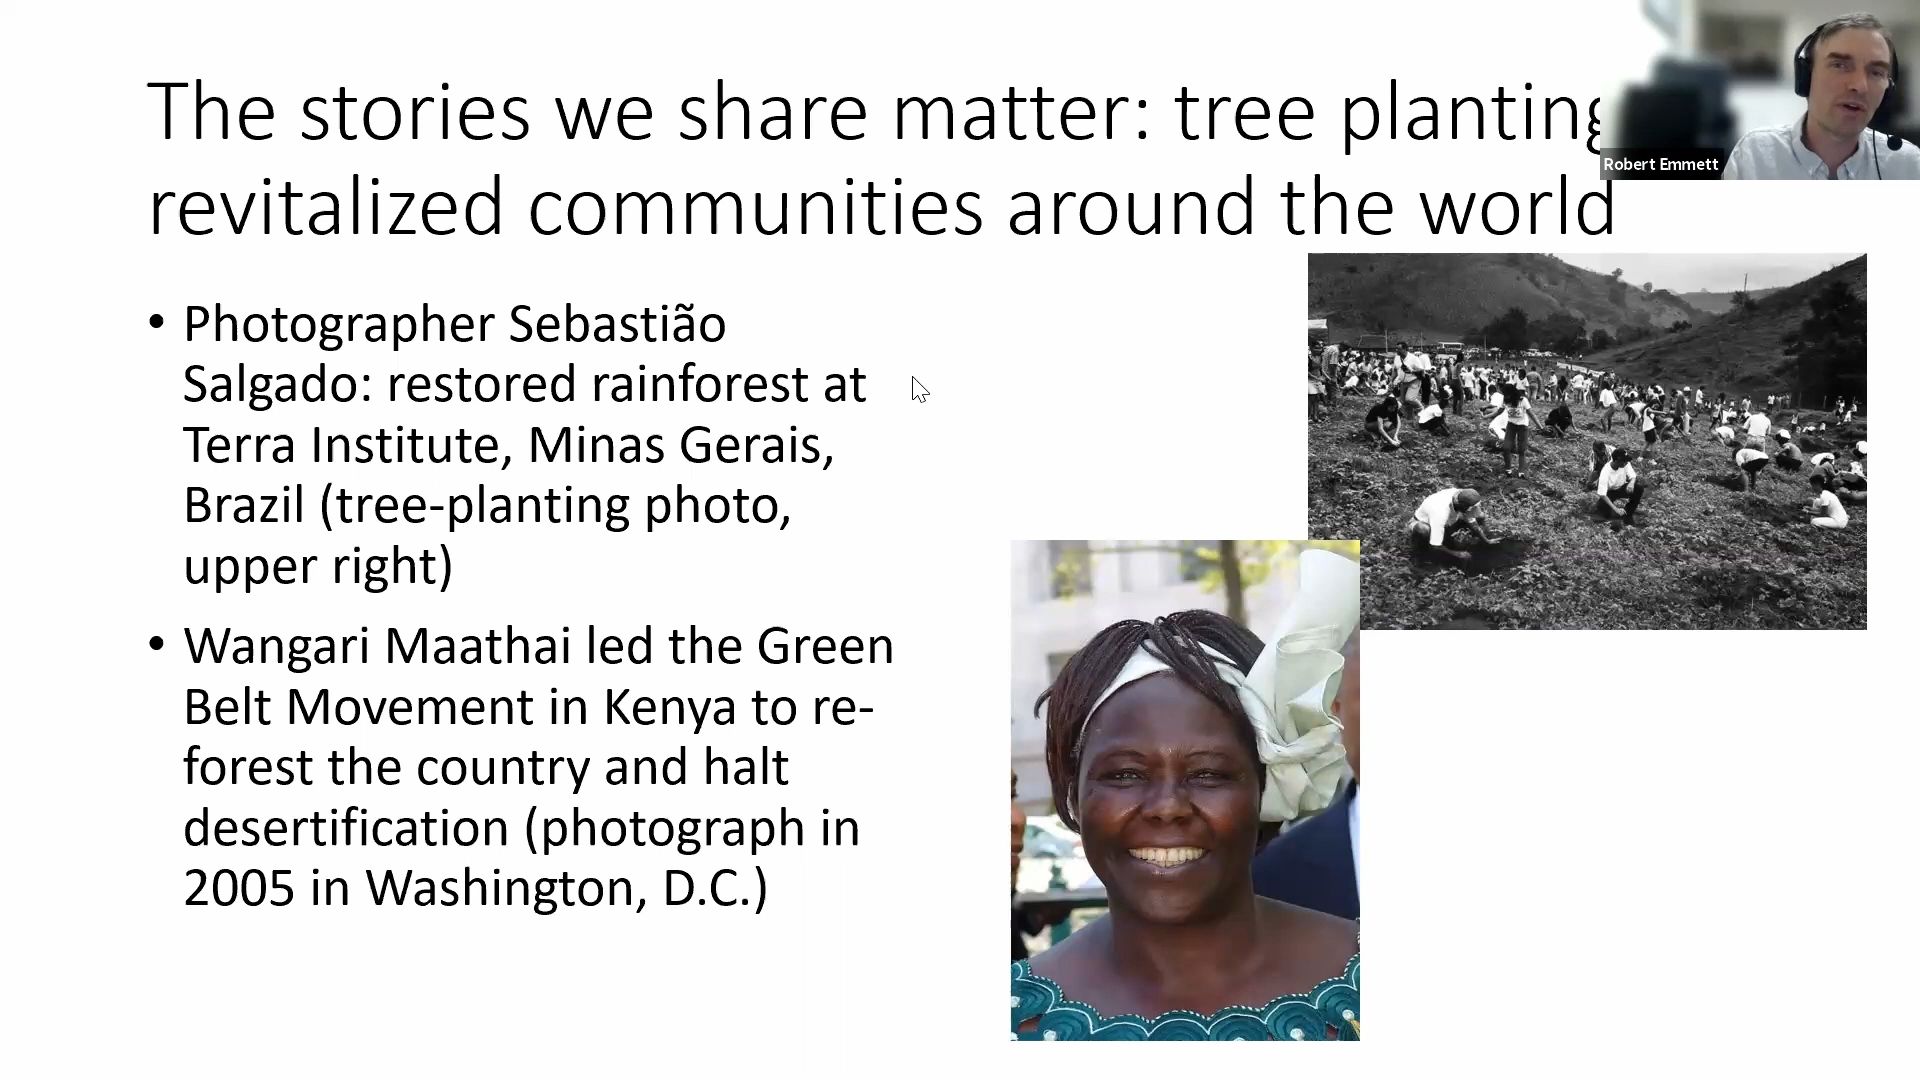 The stories we share matter: tree planting
revitalized communities around the world
Robert Emmett
• Photographer Sebastião
Salgado: restored rainforest at
Terra Institute, Minas Gerais,
Brazil (tree-planting photo,
upper right)
• Wangari Maathai led the Green
Belt Movement in Kenya to re-
forest the country and halt
desertification (photograph in
2005 in Washington, D.C.)